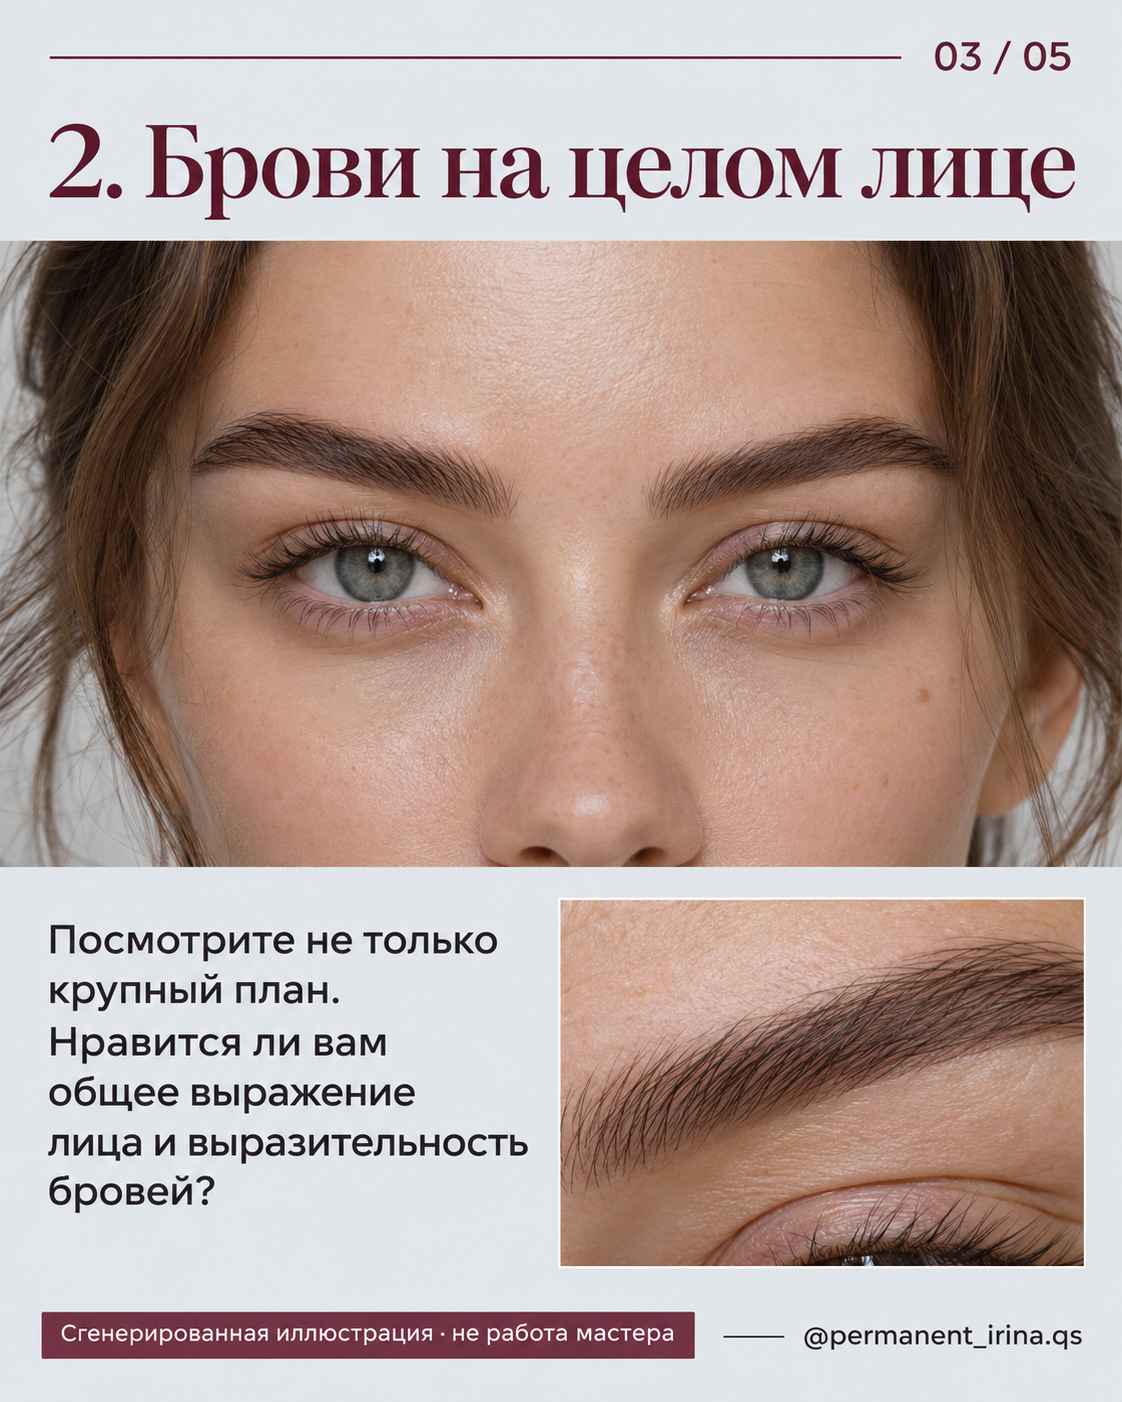 03 / 05
2. Брови на целом лице
Посмотрите не только
крупный план.
Нравится ли вам
общее выражение
лица и выразительность
бровей?
Сгенерированная иллюстрация · не работа мастера
@permanent_irina.qs